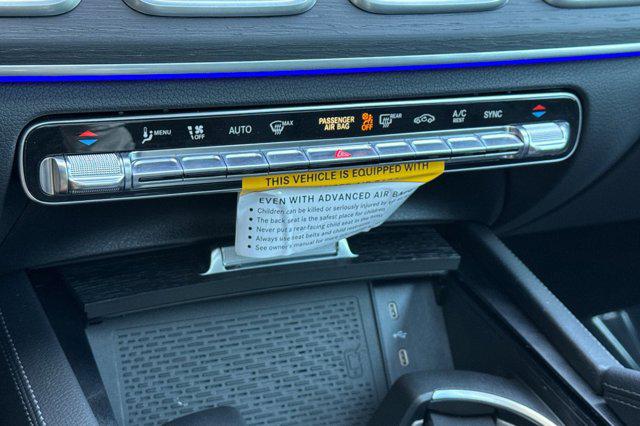 MENU
OFF
AUTO
MAX
PASSENGER
AIR BAG
OFF
REAR
A/C
REST
SYNC
THIS VEHICLE IS EQUIPPED WITH
EVEN WITH ADVANCED AIR BAG
• Children can be killed or seriously injured by
• The back seat is the safest place for children.
• Never put a rear-facing child seat in the
• Always use seat belts and child
• See owner's manual for more